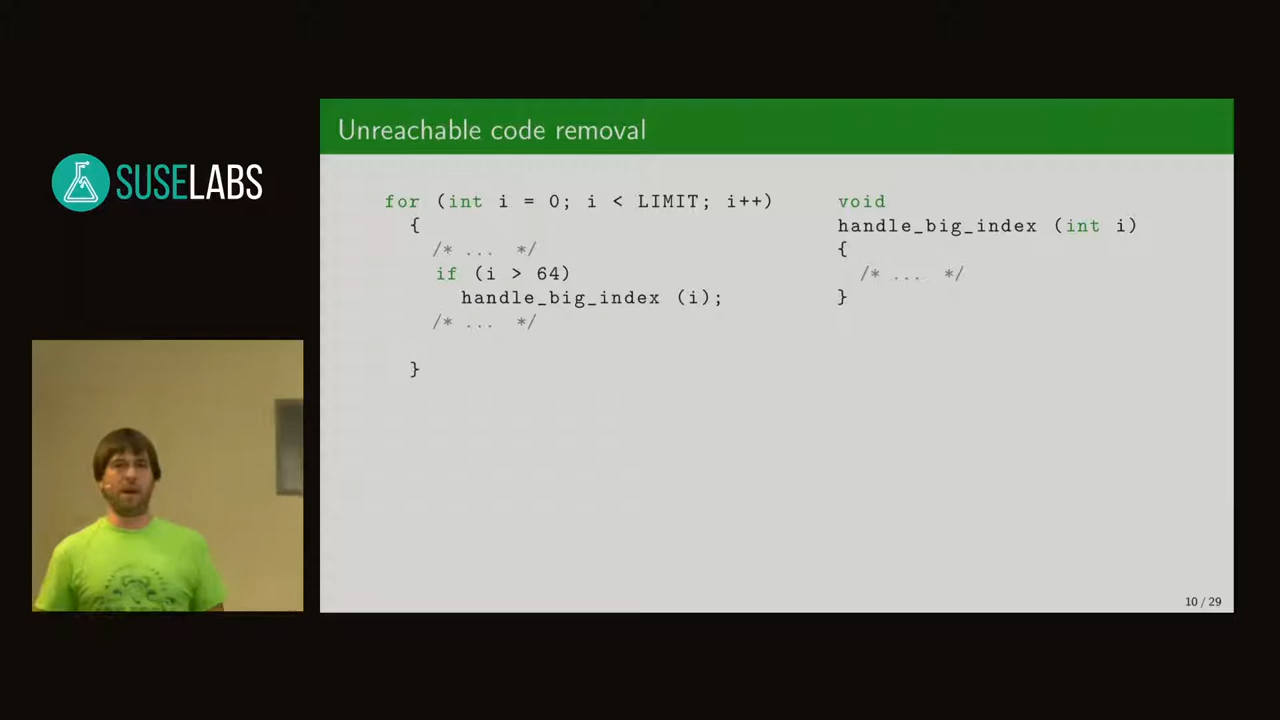 SUSELABS
Unreachable code removal
for (int i = 0; i < LIMIT; i++)
{
/* ... */
if (i > 64)
handle_big_index (i);
/* ... */
}
void
handle_big_index (int i)
{
/* ... */
}
10 / 29